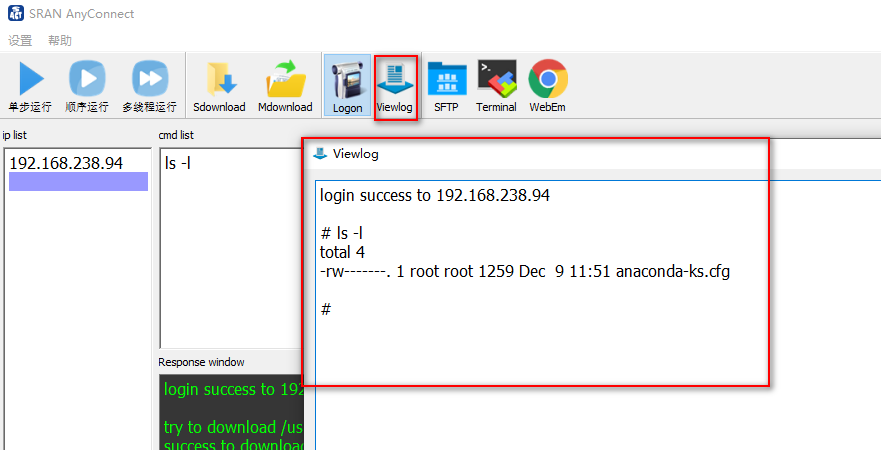 SRAN AnyConnect
设置 帮助
单步运行 顺序运行 多线程运行 Sdownload Mdownload Logon Viewlog SFTP Terminal WebEm
ip list
192.168.238.94
cmd list
ls -l
Viewlog
login success to 192.168.238.94
# ls -l
total 4
-rw-------. 1 root root 1259 Dec  9 11:51 anaconda-ks.cfg
#
Response window
login success to 192
try to download /us
success to download